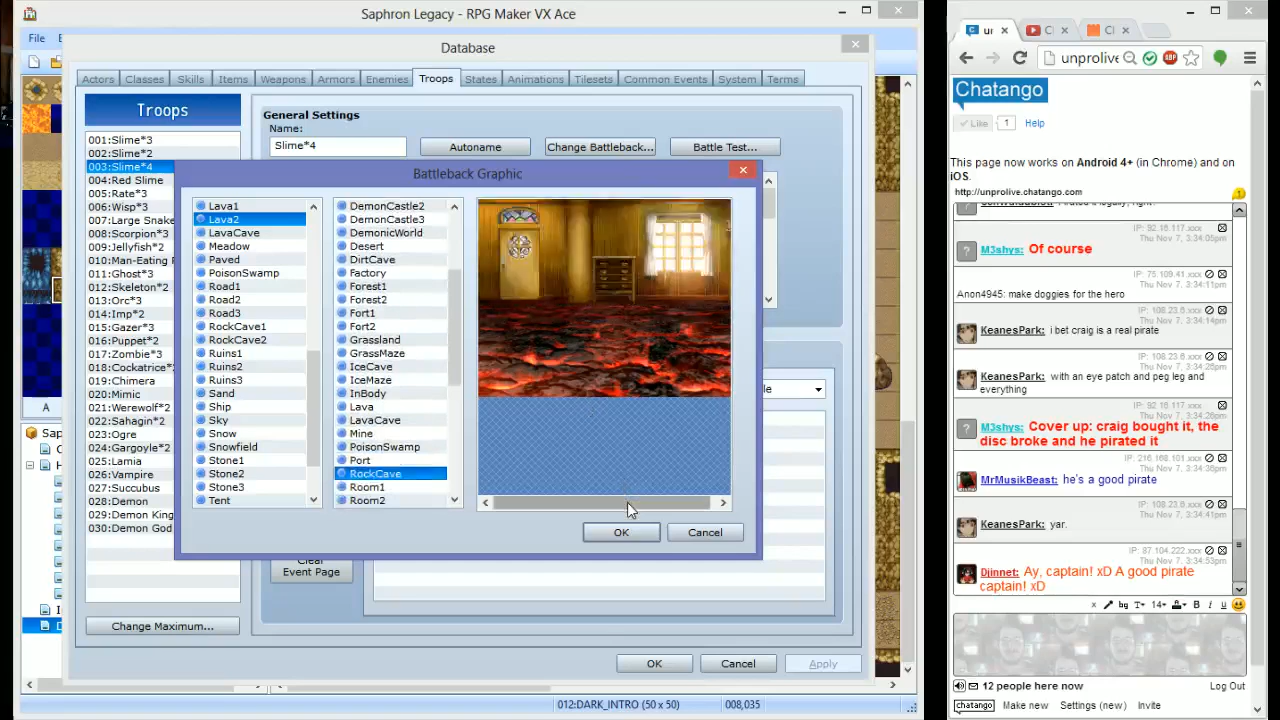 Saphron Legacy - RPG Maker VX Ace
File
Database
Actors
Classes
Skills
Items
Weapons
Armors
Enemies
Troops
States
Animations
Tilesets
Common Events
System
Terms
Troops
001:Slime*3
002:Slime*2
003:Slime*4
004:Red Slime
005:Rate*3
006:Wisp*3
007:Large Snake
008:Scorpion*3
009:Jellyfish*2
010:Man-Eating
011:Ghost*3
012:Skeleton*2
013:Orc*3
014:Imp*2
015:Gazer*3
016:Puppet*2
017:Zombie*3
018:Cockatrice*
019:Chimera
020:Mimic
021:Werewolf*2
022:Sahagin*2
023:Ogre
024:Gargoyle*2
025:Lamia
026:Vampire
027:Succubus
028:Demon
029:Demon King
030:Demon God
Change Maximum...
General Settings
Name:
Slime*4
Autoname
Change Battleback...
Battle Test...
Battleback Graphic
Lava1
Lava2
LavaCave
Meadow
Paved
PoisonSwamp
Road1
Road2
Road3
RockCave1
RockCave2
Ruins1
Ruins2
Ruins3
Sand
Ship
Sky
Snow
Snowfield
Stone1
Stone2
Stone3
Tent
DemonCastle2
DemonCastle3
DemonicWorld
Desert
DirtCave
Factory
Forest1
Forest2
Fort1
Fort2
Grassland
GrassMaze
IceCave
IceMaze
InBody
Lava
LavaCave
Mine
PoisonSwamp
Port
RockCave
Room1
Room2
OK
Cancel
Clear
Event Page
OK
Cancel
Apply
A
Sap
012:DARK_INTRO (50 x 50)
008,035
unprolive.
Chatango
Like
1
Help
This page now works on Android 4+ (in Chrome) and on
iOS.
http://unprolive.chatango.com
1
IP: 92.18.117.xxx
Thu Nov 7, 3:34:05pm
M3shys: Of course
IP: 75.109.41.xxx
Thu Nov 7, 3:34:11pm
Anon4945: make doggies for the hero
IP: 108.23.6.xxx
Thu Nov 7, 3:34:14pm
KeanesPark: i bet craig is a real pirate
IP: 108.23.6.xxx
Thu Nov 7, 3:34:26pm
KeanesPark: with an eye patch and peg leg and
everything
IP: 92.18.117.xxx
Thu Nov 7, 3:34:26pm
M3shys: Cover up: craig bought it, the
disc broke and he pirated it
IP: 216.168.101.xxx
Thu Nov 7, 3:34:36pm
MrMusikBeast: he's a good pirate
IP: 108.23.6.xxx
Thu Nov 7, 3:34:41pm
KeanesPark: yar.
IP: 87.104.222.xxx
Thu Nov 7, 3:34:53pm
Djinnet: Ay, captain! xD A good pirate
captain! xD
x
bg
T
14
A
B
I
U
12 people here now
Log Out
chatango
Make new
Settings (new)
Invite